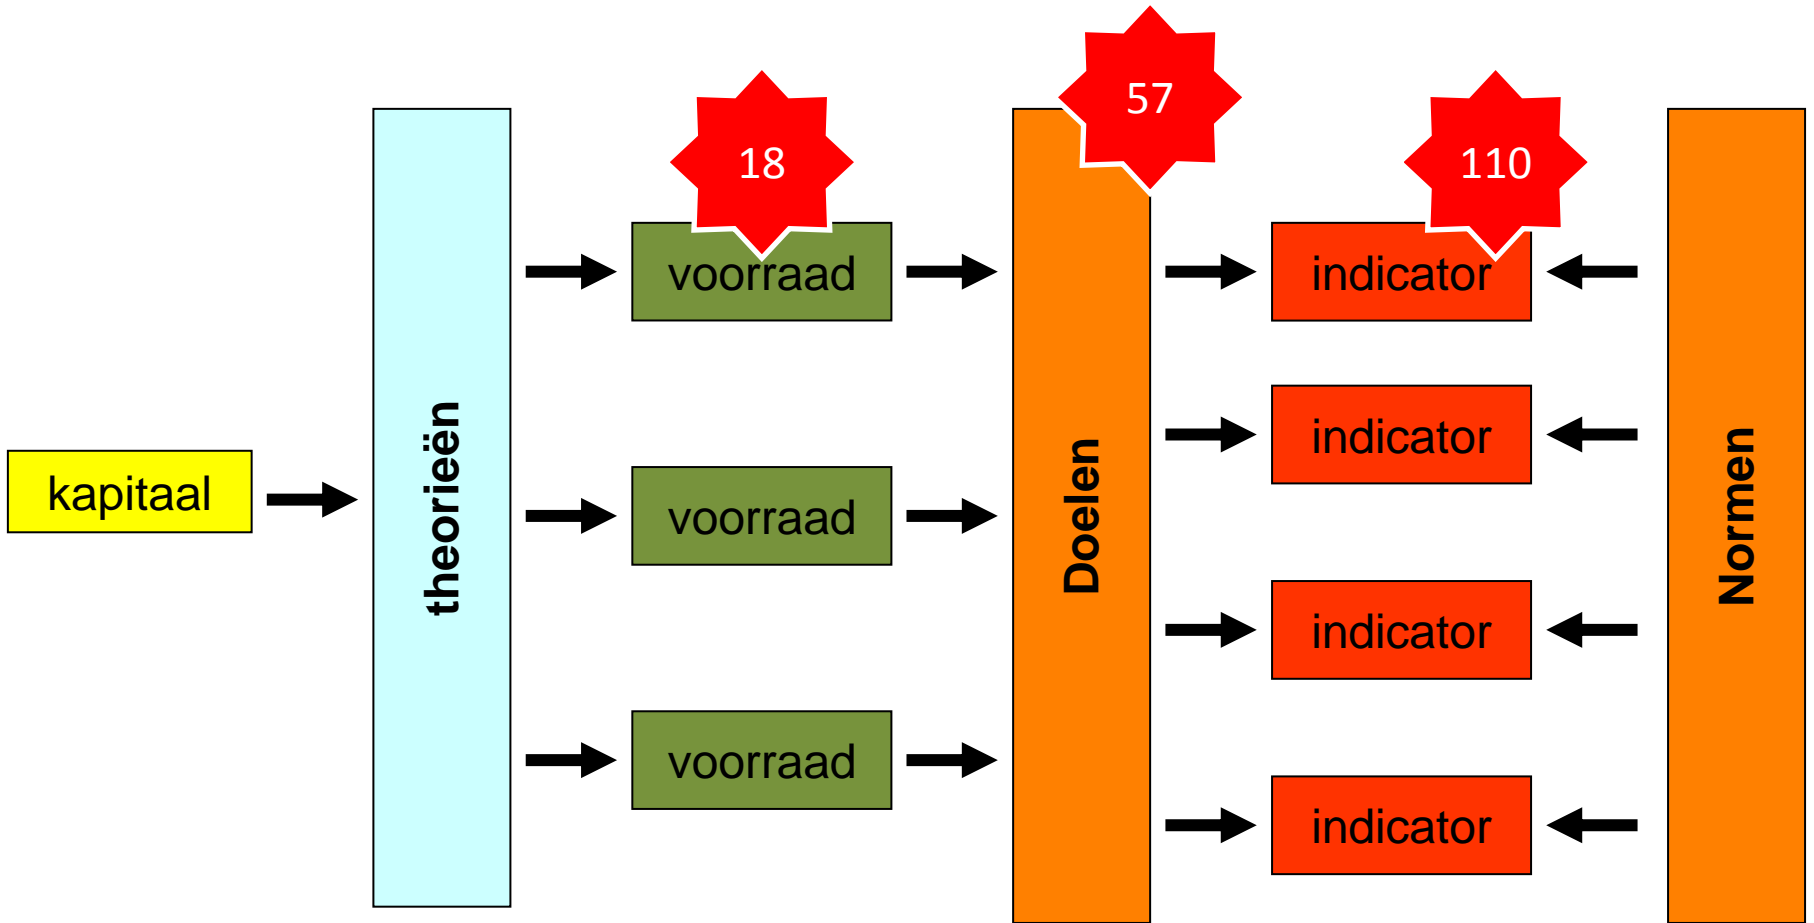 57
18
110
voorraad
indicator
indicator
theorieën
kapitaal
voorraad
Doelen
Normen
indicator
voorraad
indicator